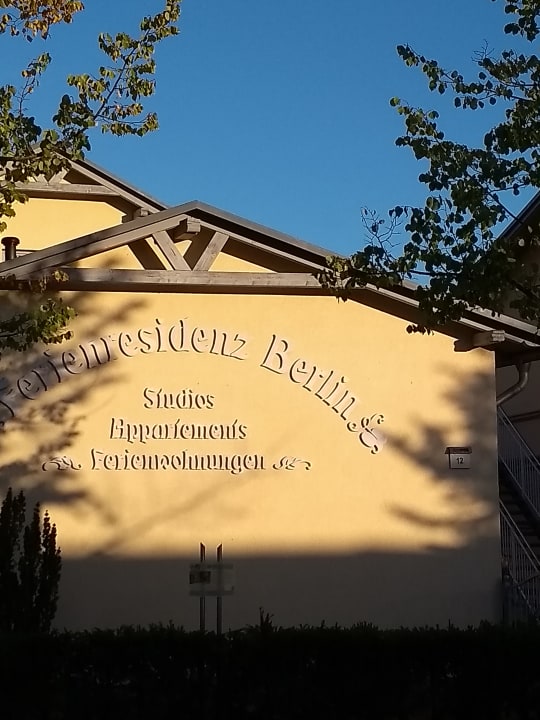 Ferienresidenz Berlin
Studios
Appartements
Ferienwohnungen
12